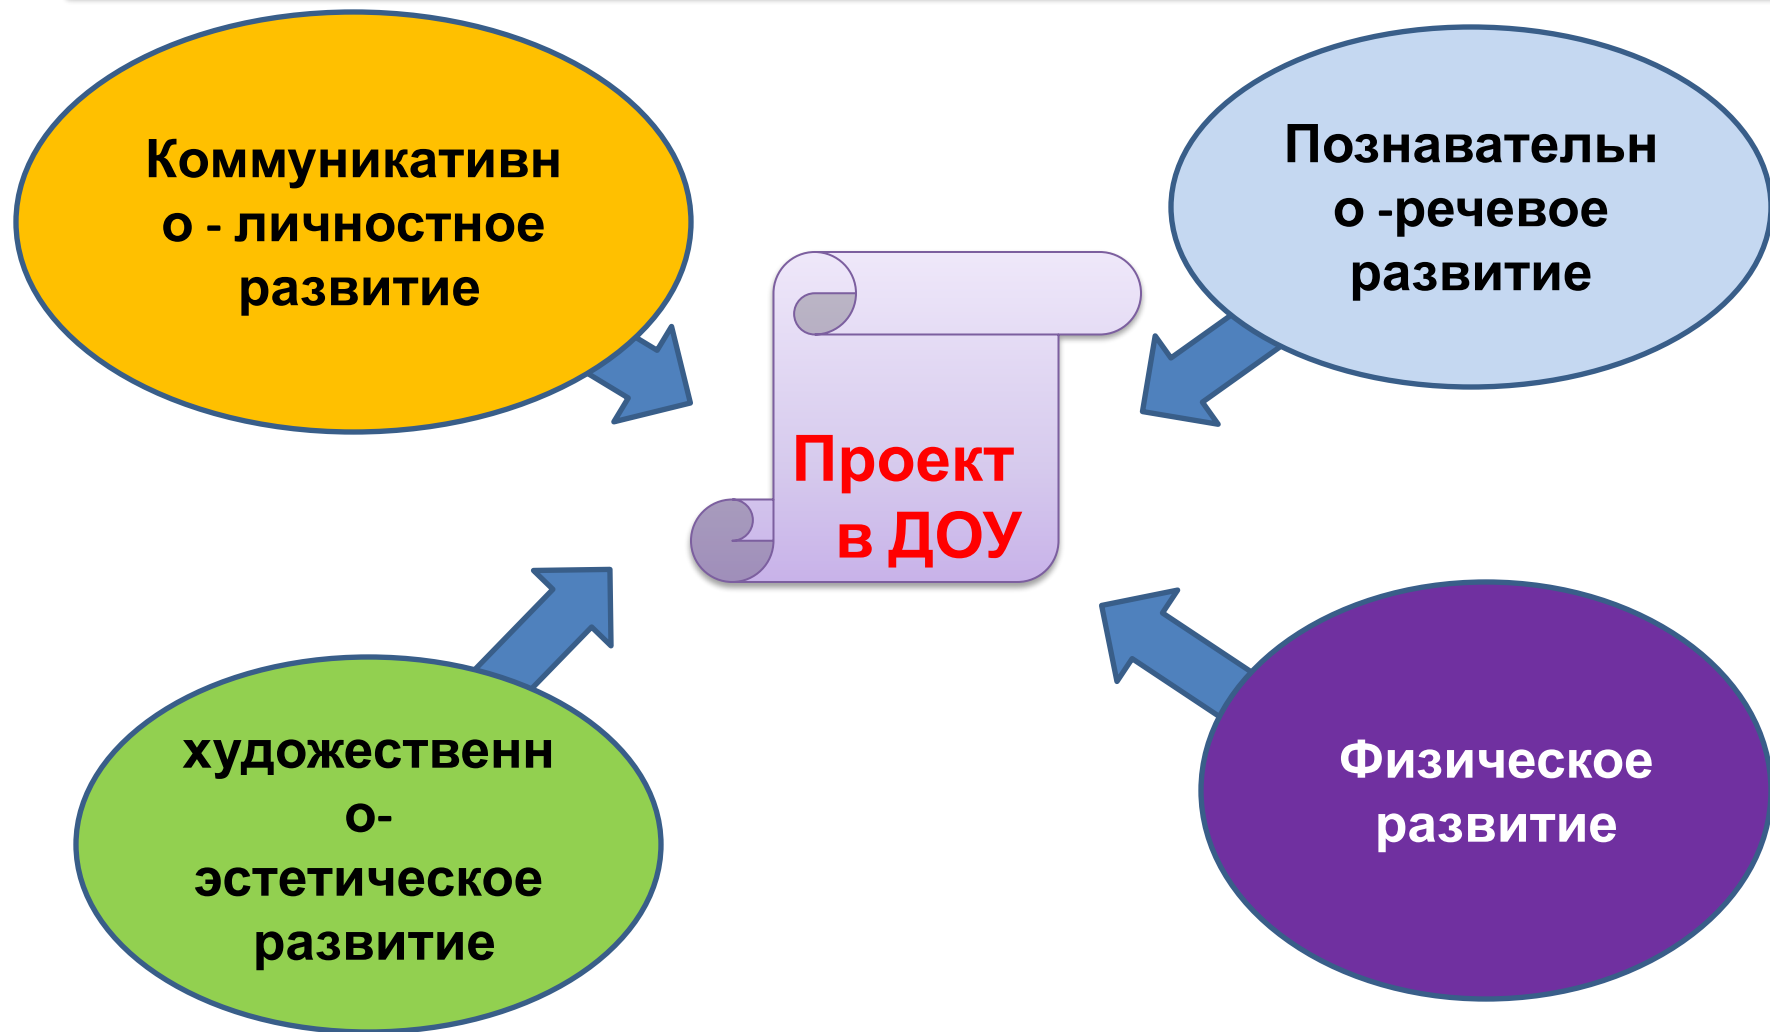 Коммуникативн
о - личностное
развитие
Познавательн
о -речевое
развитие
Проект
в ДОУ
художественн
о-
эстетическое
развитие
Физическое
развитие